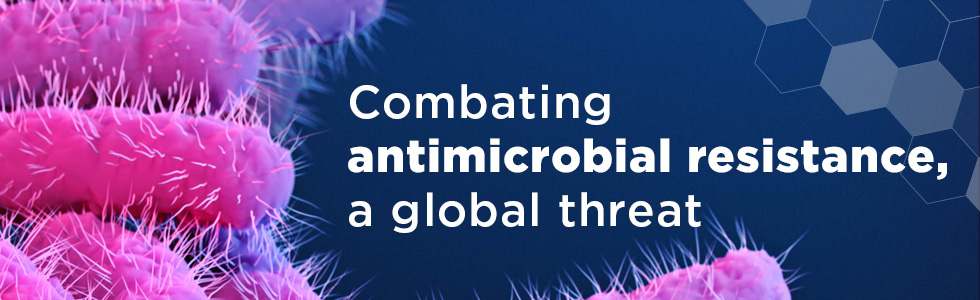 Combating
antimicrobial resistance,
a global threat